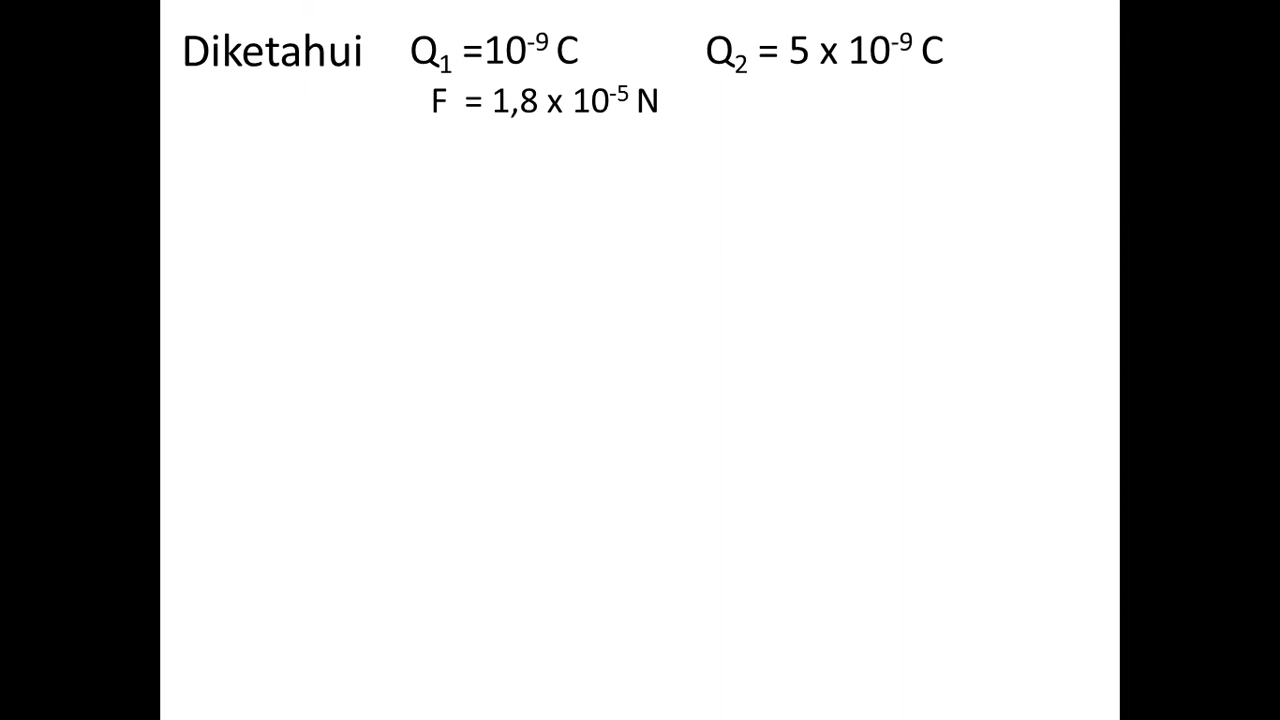 Diketahui Q₁ =10⁻⁹ C Q₂ = 5 x 10⁻⁹ C
F = 1,8 x 10⁻⁵ N